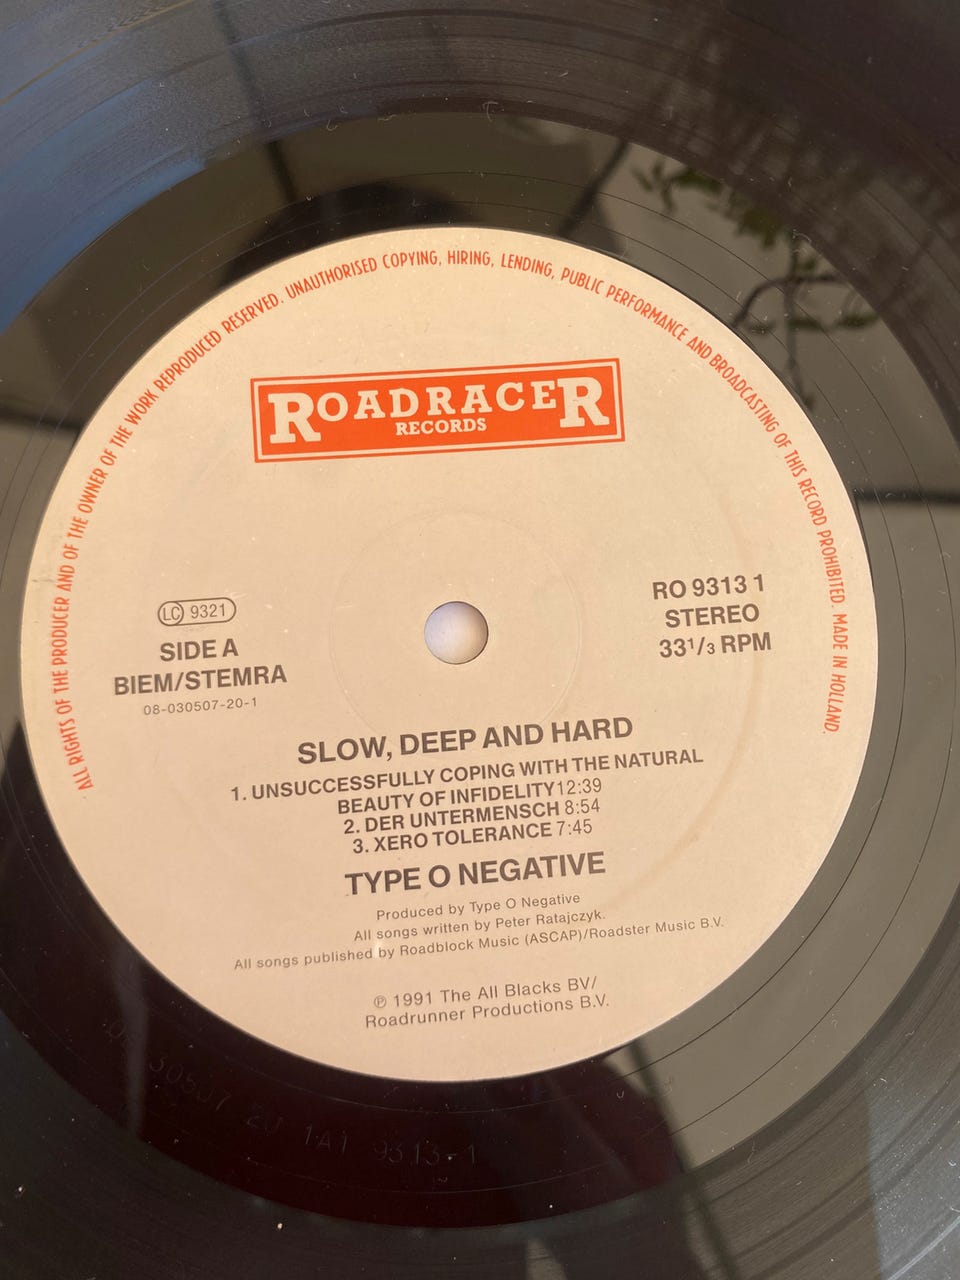 ALL RIGHTS OF THE PRODUCER AND OF THE OWNER OF THE WORK REPRODUCED RESERVED. UNAUTHORISED COPYING, HIRING, LENDING, PUBLIC PERFORMANCE AND BROADCASTING OF THIS RECORD PROHIBITED. MADE IN HOLLAND.
ROADRACER
RECORDS
LC 9321
SIDE A
BIEM/STEMRA
08-030507-20-1
RO 9313 1
STEREO
33 1/3 RPM
SLOW, DEEP AND HARD
1. UNSUCCESSFULLY COPING WITH THE NATURAL
BEAUTY OF INFIDELITY 12:39
2. DER UNTERMENSCH 8:54
3. XERO TOLERANCE 7:45
TYPE O NEGATIVE
Produced by Type O Negative
All songs written by Peter Ratajczyk.
All songs published by Roadblock Music (ASCAP)/Roadster Music B.V.
℗ 1991 The All Blacks BV/
Roadrunner Productions B.V.
30507 20 1A1 9313-1